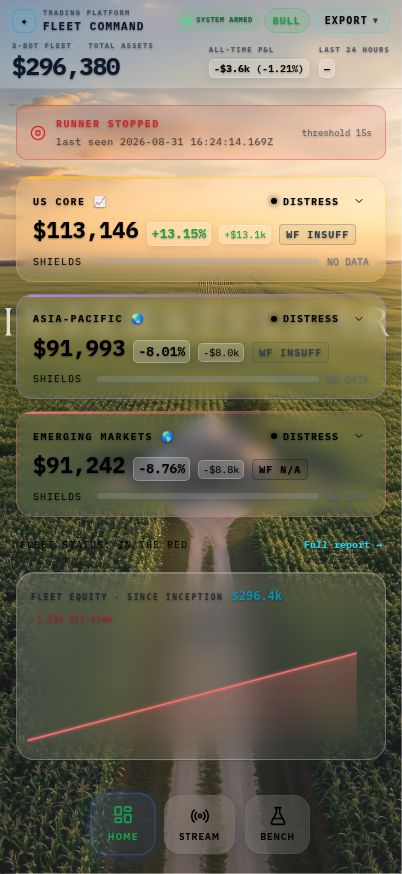 TRADING PLATFORM
FLEET COMMAND
SYSTEM ARMED
BULL
EXPORT ▾
3-BOT FLEET · TOTAL ASSETS
$296,380
ALL-TIME P&L
-$3.6k (-1.21%)
LAST 24 HOURS
—
RUNNER STOPPED
last seen 2026-08-31 16:24:14.169Z
threshold 15s
US CORE 📈
DISTRESS
$113,146 +13.15% +$13.1k WF INSUFF
SHIELDS NO DATA
ASIA-PACIFIC 🌏
DISTRESS
$91,993 -8.01% -$8.0k WF INSUFF
SHIELDS NO DATA
EMERGING MARKETS 🌎
DISTRESS
$91,242 -8.76% -$8.8k WF N/A
SHIELDS NO DATA
FLEET STATUS: IN THE RED
Full report →
FLEET EQUITY · SINCE INCEPTION $296.4k
-1.21% all-time
HOME
STREAM
BENCH